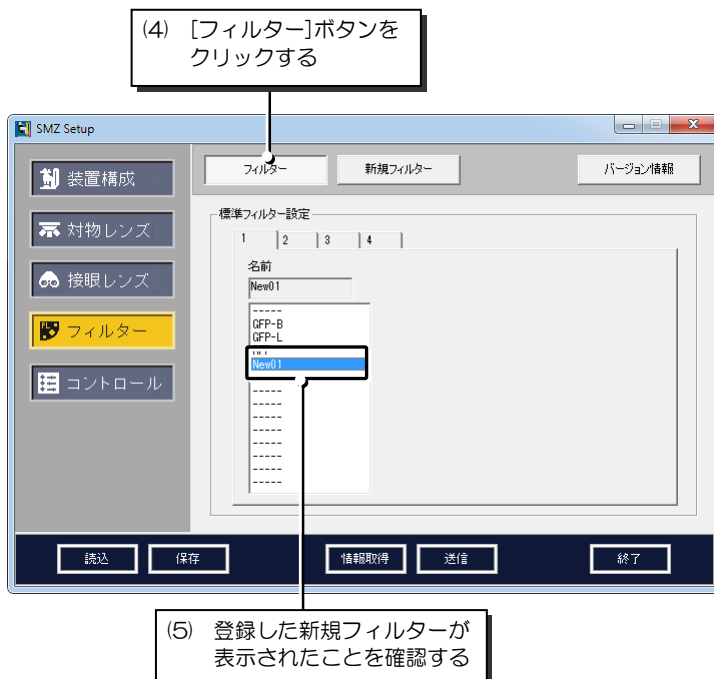 (4) [フィルター]ボタンを
クリックする
SMZ Setup
装置構成
対物レンズ
接眼レンズ
フィルター
コントロール
フィルター 新規フィルター バージョン情報
標準フィルター設定
1 2 3 4
名前
New01
-----
GFP-B
GFP-L
New01
-----
-----
-----
-----
-----
-----
読込 保存 情報取得 送信 終了
(5) 登録した新規フィルターが
表示されたことを確認する